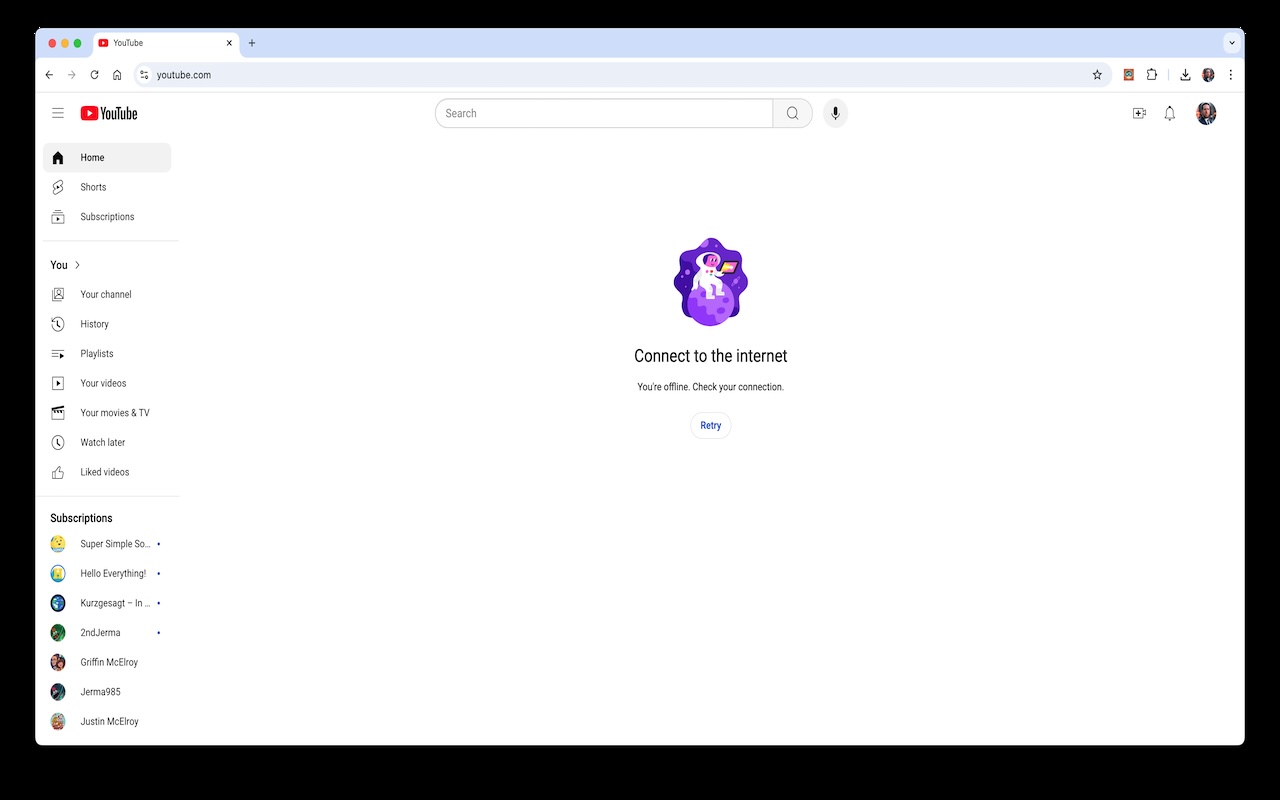 YouTube
youtube.com
YouTube
Search
Home
Shorts
Subscriptions
You
Your channel
History
Playlists
Your videos
Your movies & TV
Watch later
Liked videos
Subscriptions
Super Simple So...
Hello Everything!
Kurzgesagt – In ...
2ndJerma
Griffin McElroy
Jerma985
Justin McElroy
Connect to the internet
You're offline. Check your connection.
Retry